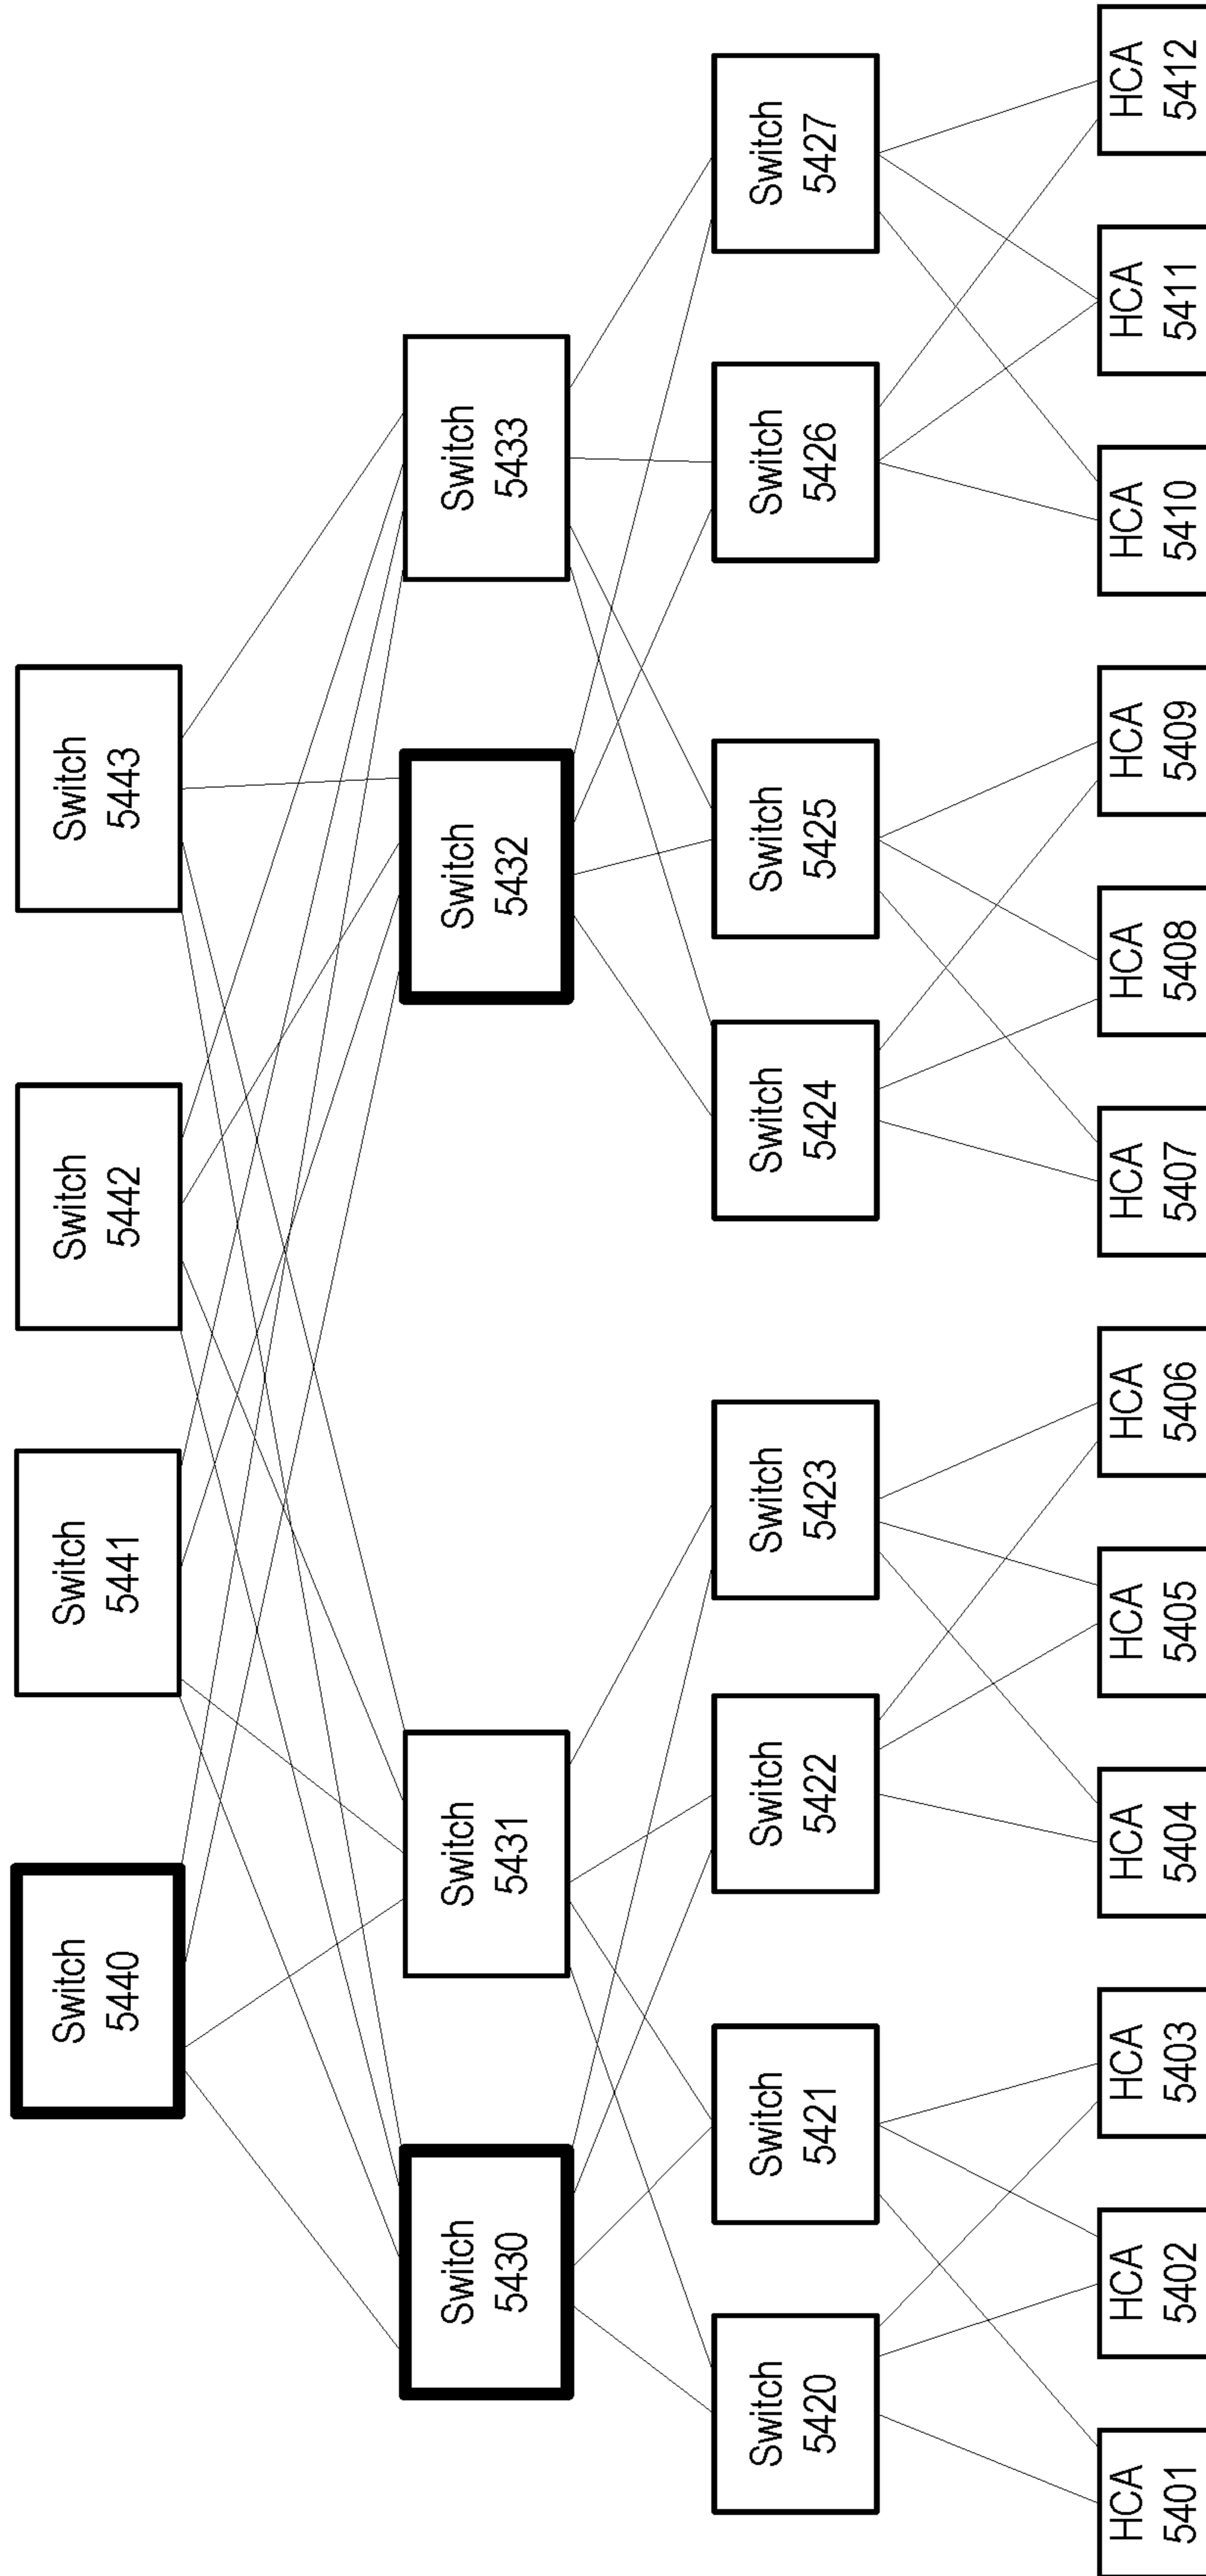 Switch
5440
Switch
5441
Switch
5442
Switch
5443
Switch
5430
Switch
5431
Switch
5432
Switch
5433
Switch
5420
Switch
5421
Switch
5422
Switch
5423
Switch
5424
Switch
5425
Switch
5426
Switch
5427
HCA
5401
HCA
5402
HCA
5403
HCA
5404
HCA
5405
HCA
5406
HCA
5407
HCA
5408
HCA
5409
HCA
5410
HCA
5411
HCA
5412